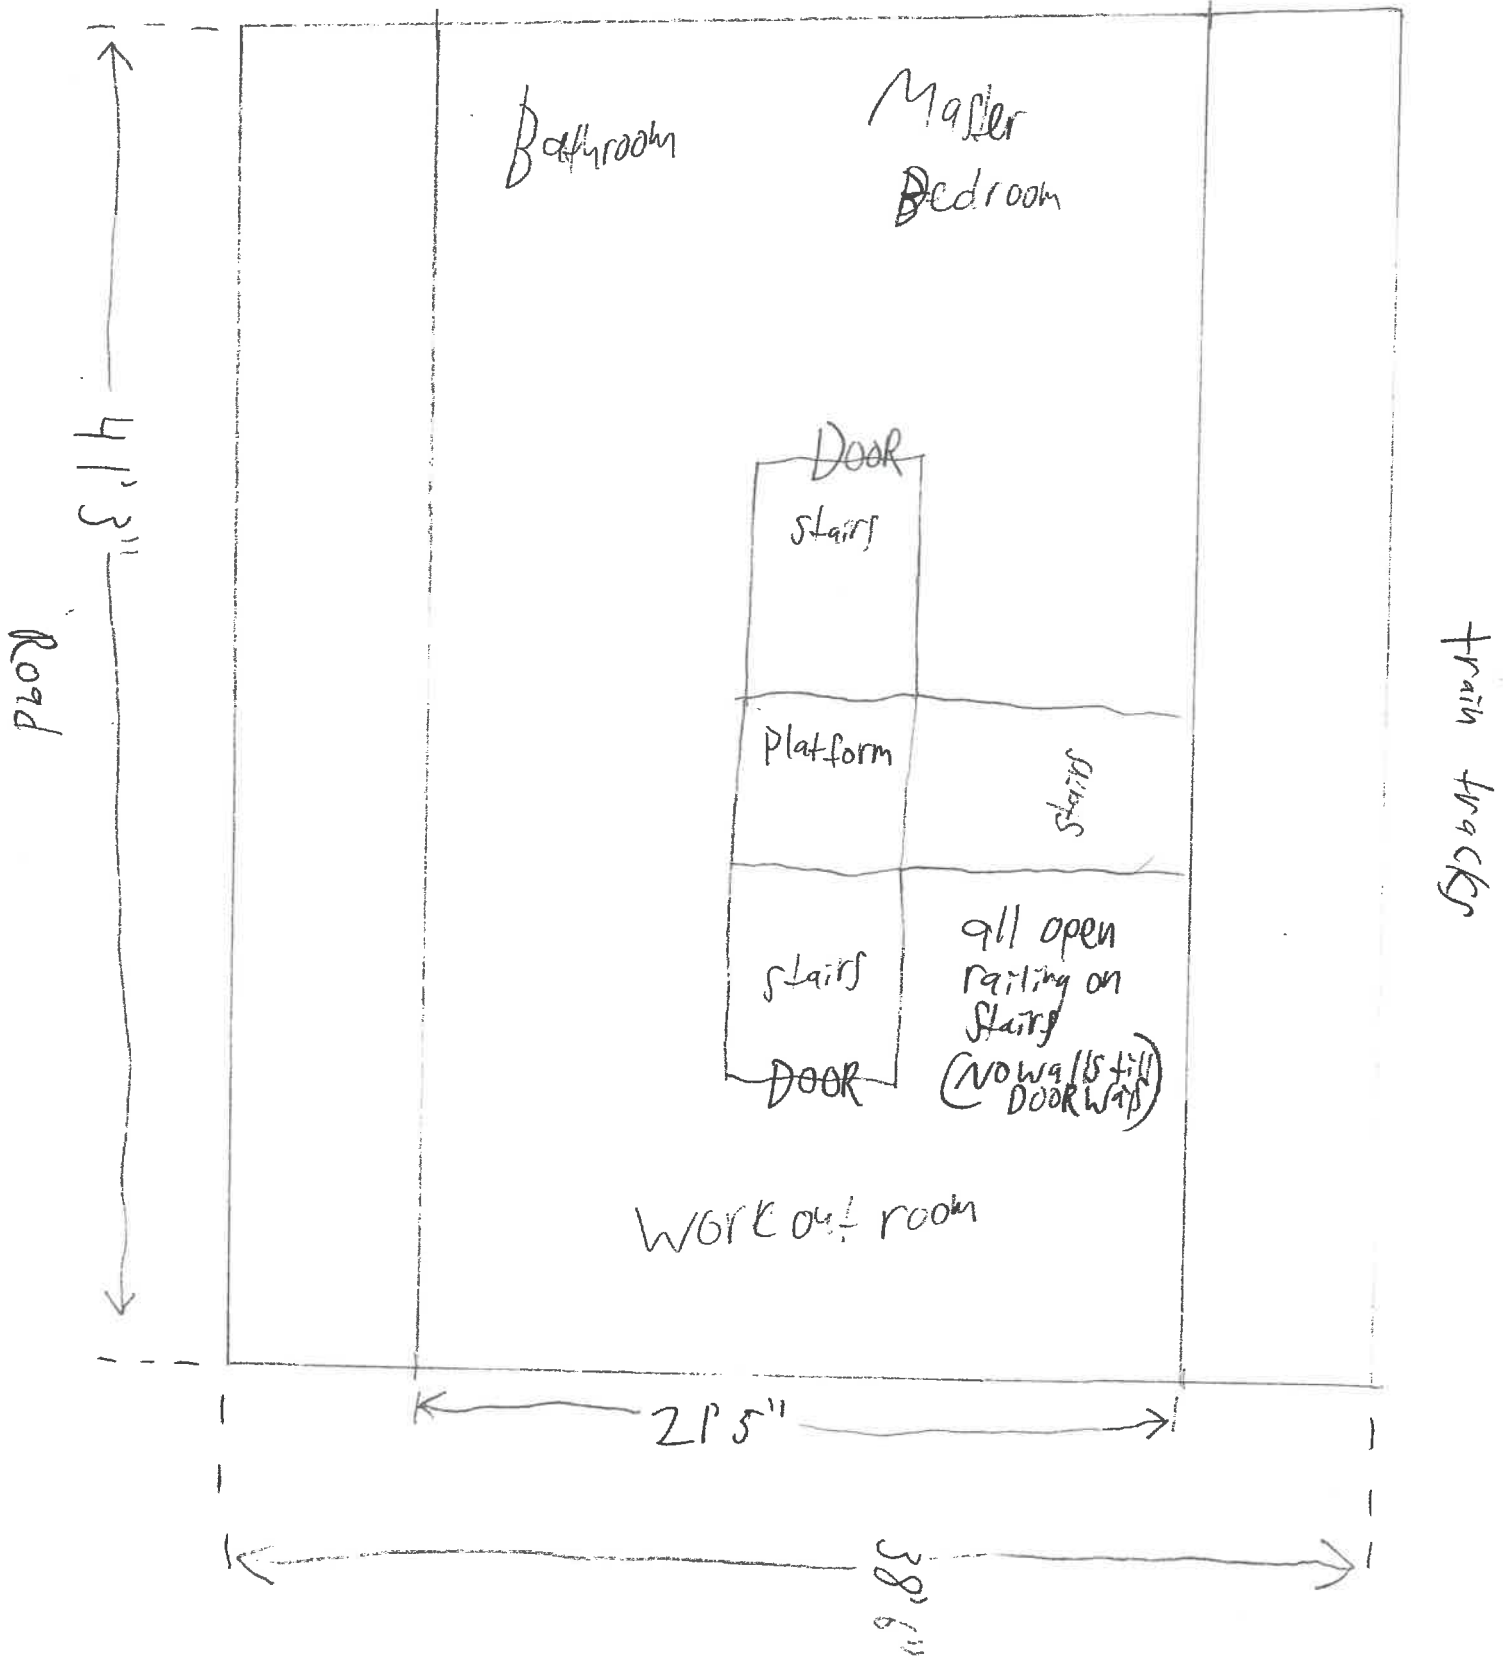 Bathroom
Master
Bedroom
DOOR
stairs
41' 3"
Road
train tracks
Platform
stairs
stairs
all open
railing on
stairs
(NO walls till
DOORways)
DOOR
Workout room
21' 5"
38' 6"